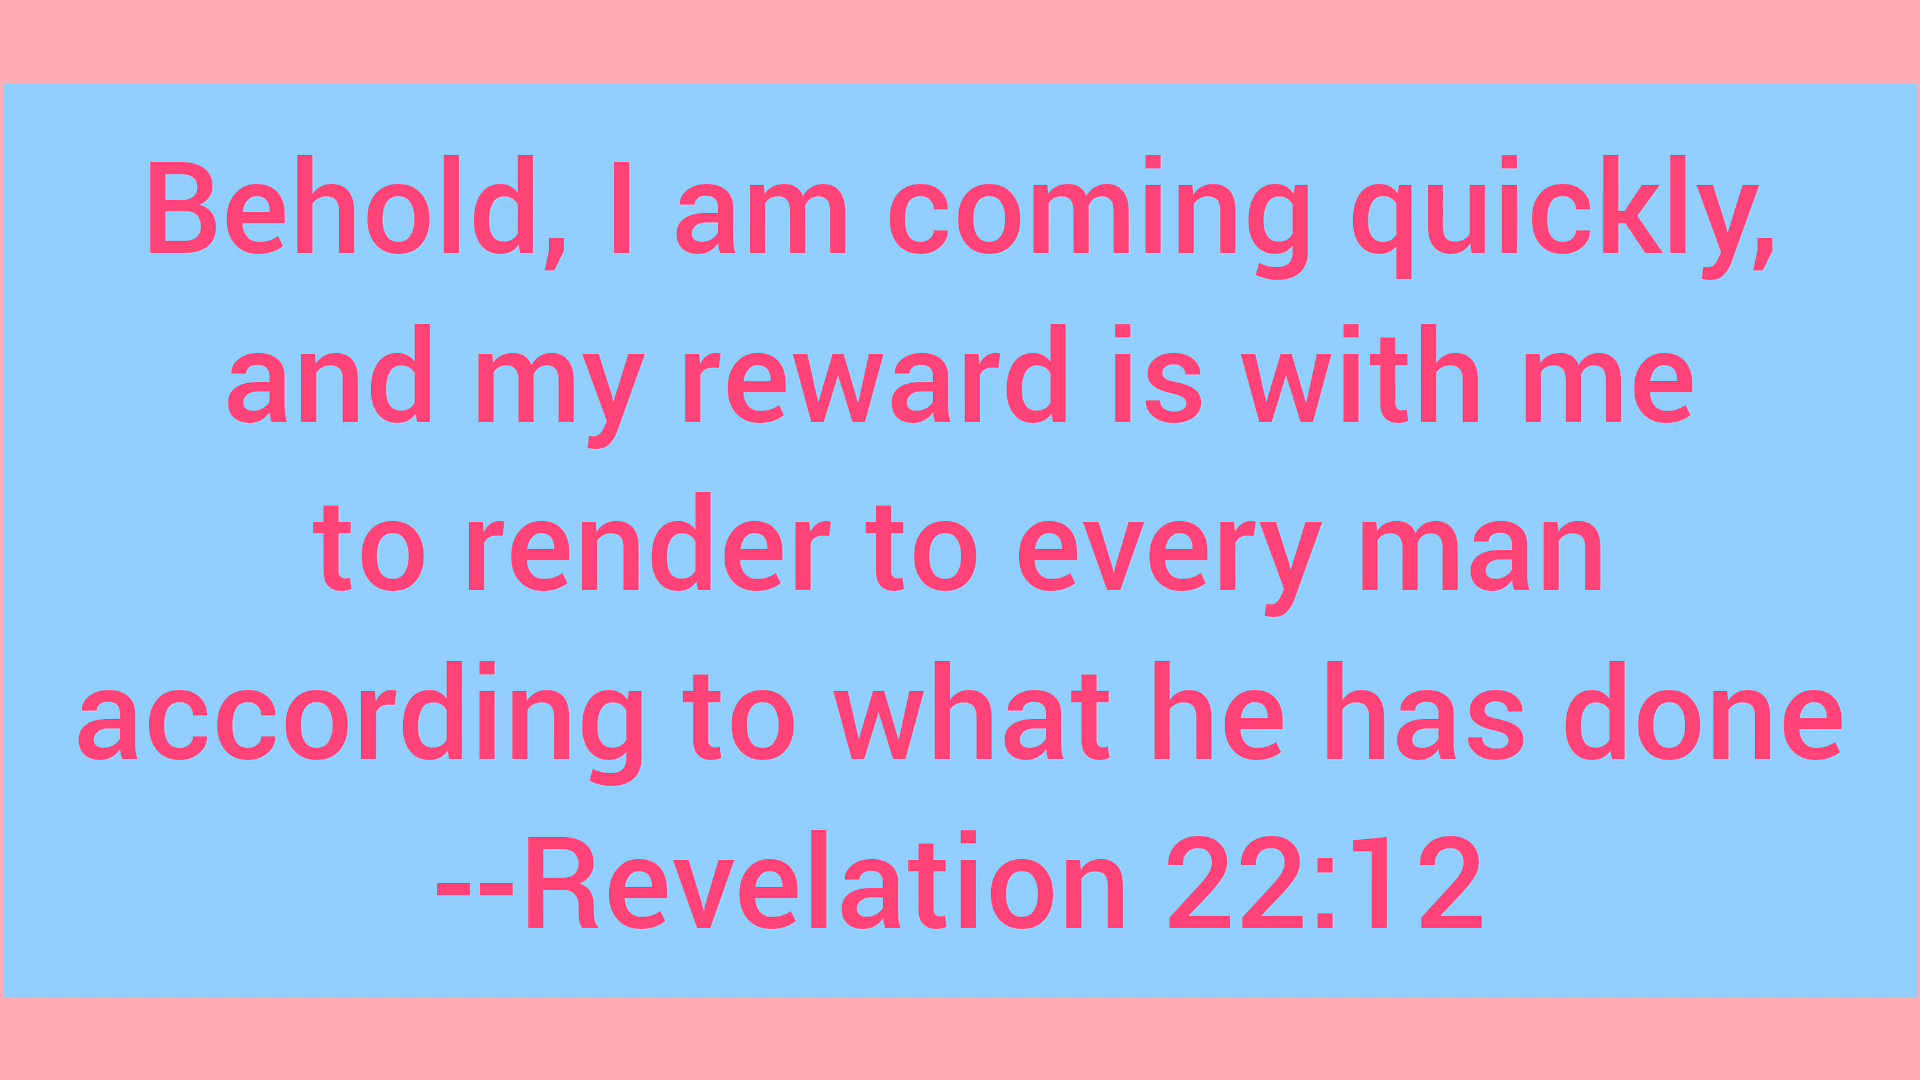 Behold, I am coming quickly,
and my reward is with me
to render to every man
according to what he has done
--Revelation 22:12